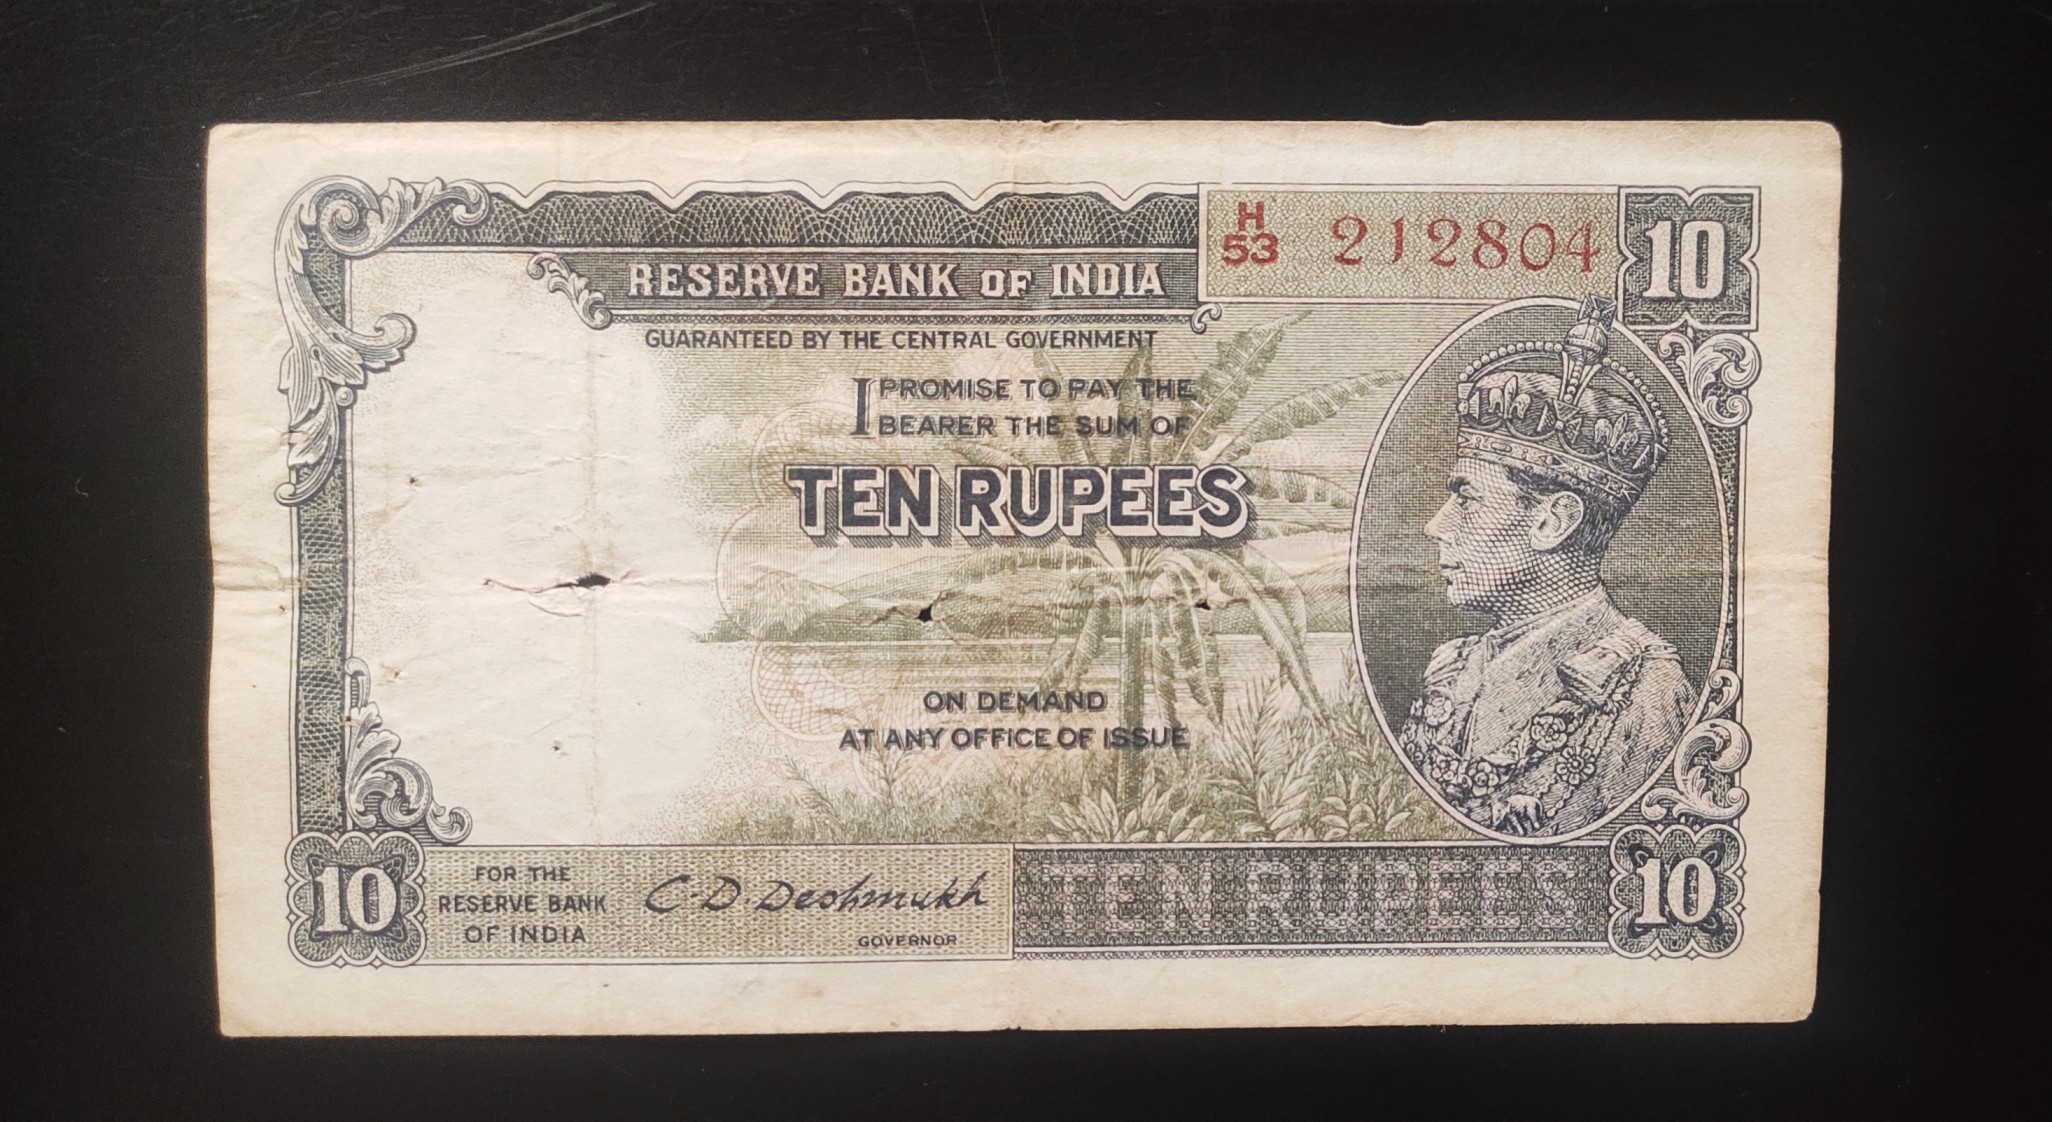 RESERVE BANK OF INDIA
H
53
212804
10
GUARANTEED BY THE CENTRAL GOVERNMENT
I PROMISE TO PAY THE
BEARER THE SUM OF
TEN RUPEES
ON DEMAND
AT ANY OFFICE OF ISSUE
10
FOR THE
RESERVE BANK
OF INDIA
C. D. Deshmukh
GOVERNOR
10